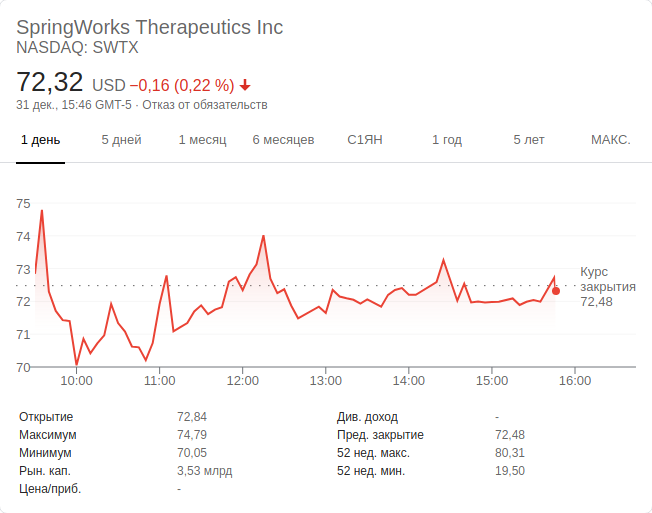 SpringWorks Therapeutics Inc
NASDAQ: SWTX
72,32 USD −0,16 (0,22 %)
31 дек., 15:46 GMT-5 · Отказ от обязательств
1 день 5 дней 1 месяц 6 месяцев С1ЯН 1 год 5 лет МАКС.
75
74
73
72
71
70
Курс
закрытия
72,48
10:00 11:00 12:00 13:00 14:00 15:00 16:00
Открытие 72,84 Див. доход -
Максимум 74,79 Пред. закрытие 72,48
Минимум 70,05 52 нед. макс. 80,31
Рын. кап. 3,53 млрд 52 нед. мин. 19,50
Цена/приб. -